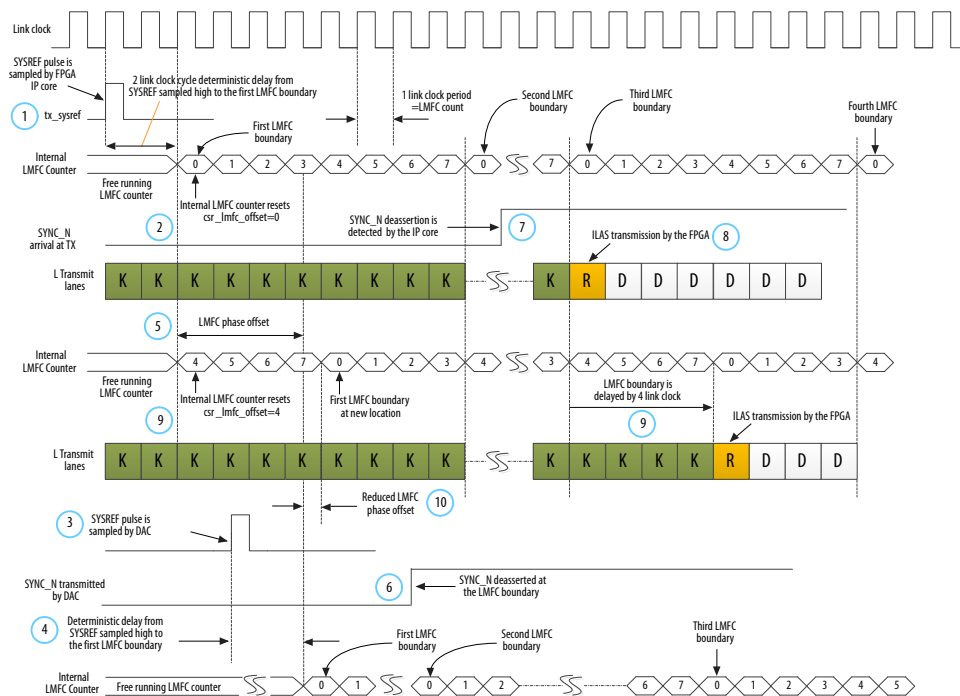 Link clock
SYSREF pulse is
sampled by FPGA
IP core
2 link clock cycle deterministic delay from
SYSREF sampled high to the first LMFC boundary
1 link clock period
=LMFC count
Second LMFC
boundary
Third LMFC
boundary
Fourth LMFC
boundary
1
tx_sysref
First LMFC
boundary
Internal
LMFC Counter
Free running
LMFC counter
0 1 2 3 4 5 6 7 0 7 0 1 2 3 4 5 6 7 0
Internal LMFC counter resets
csr_lmfc_offset=0
2
SYNC_N
arrival at TX
SYNC_N deassertion is
detected by the IP core
7
ILAS transmission by the FPGA
8
L Transmit
lanes
K K K K K K K K K K K R D D D D D D
5
LMFC phase offset
Internal
LMFC Counter
Free running
LMFC counter
4 5 6 7 0 1 2 3 4 3 4 5 6 7 0 1 2 3 4
Internal LMFC counter resets
csr_lmfc_offset=4
First LMFC boundary
at new location
LMFC boundary is
delayed by 4 link clock
9
9
ILAS transmission by the FPGA
L Transmit
lanes
K K K K K K K K K K K K K K K R D D D
Reduced LMFC
phase offset
10
3
SYSREF pulse is
sampled by DAC
SYNC_N transmitted
by DAC
6
SYNC_N deasserted at
the LMFC boundary
4
Deterministic delay from
SYSREF sampled high to
the first LMFC boundary
First LMFC
boundary
Second LMFC
boundary
Third LMFC
boundary
Internal
LMFC Counter
Free running LMFC counter
0 1 0 1 2 6 7 0 1 2 3 4 5